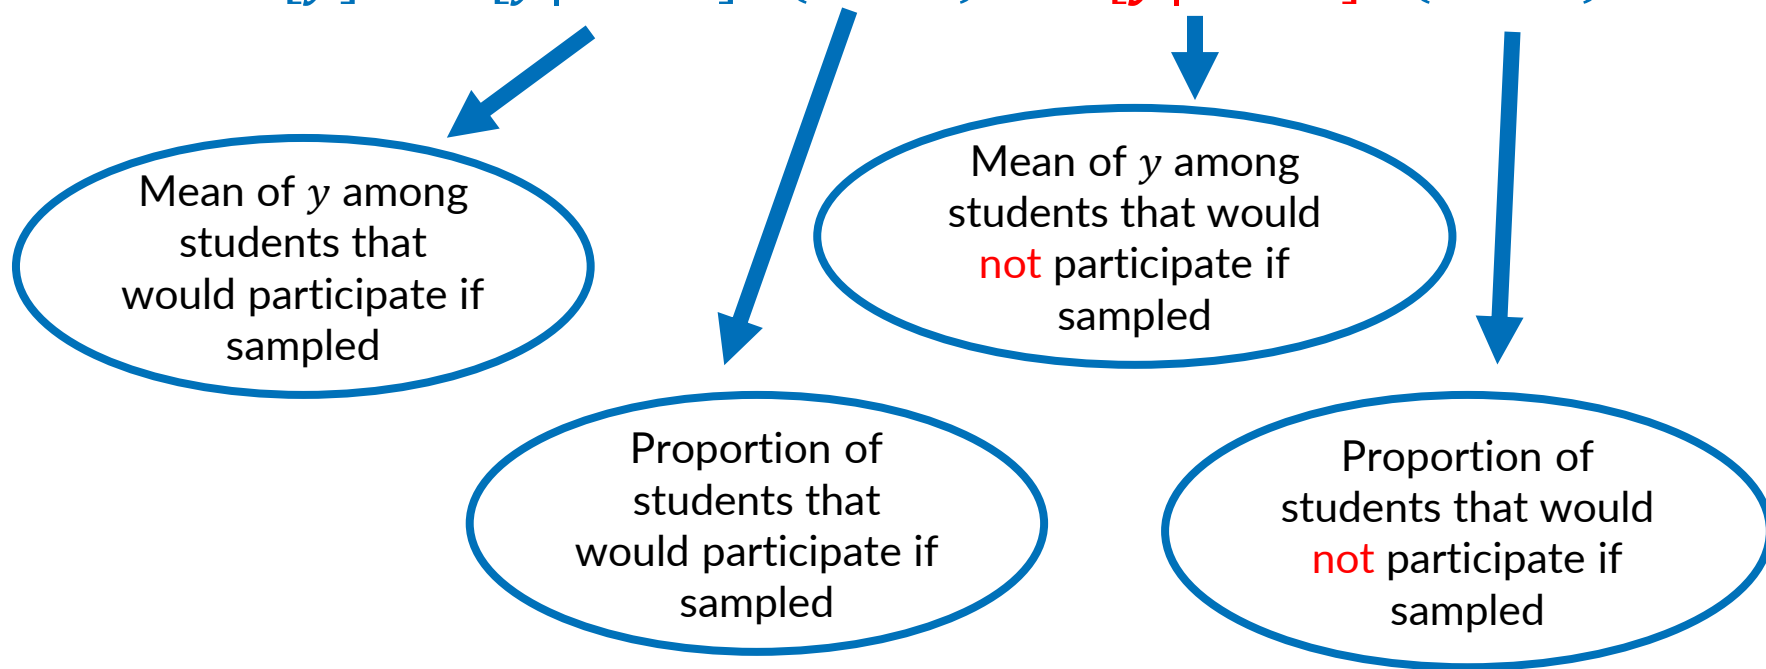 Mean of y among
students that
would participate if
sampled
Mean of y among
students that would
not participate if
sampled
Proportion of
students that
would participate if
sampled
Proportion of
students that would
not participate if
sampled